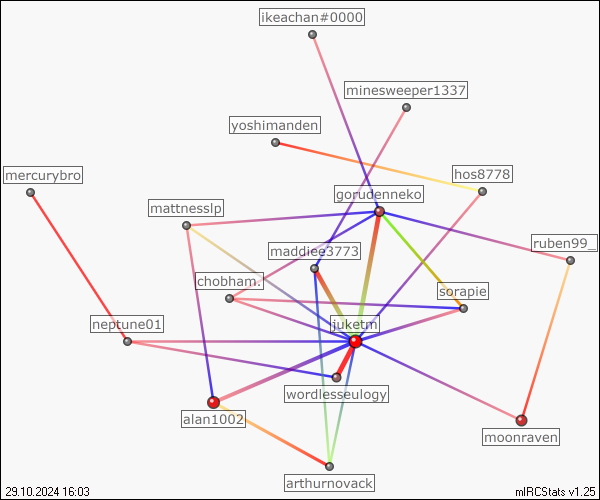 ikeachan#0000
minesweeper1337
yoshimanden
mercurybro
hos8778
gorudenneko
mattnesslp
ruben99_
maddiee3773
chobham.
sorapie
neptune01
juketm
wordlesseulogy
alan1002
moonraven
arthurnovack
29.10.2024 16:03
mIRCStats v1.25